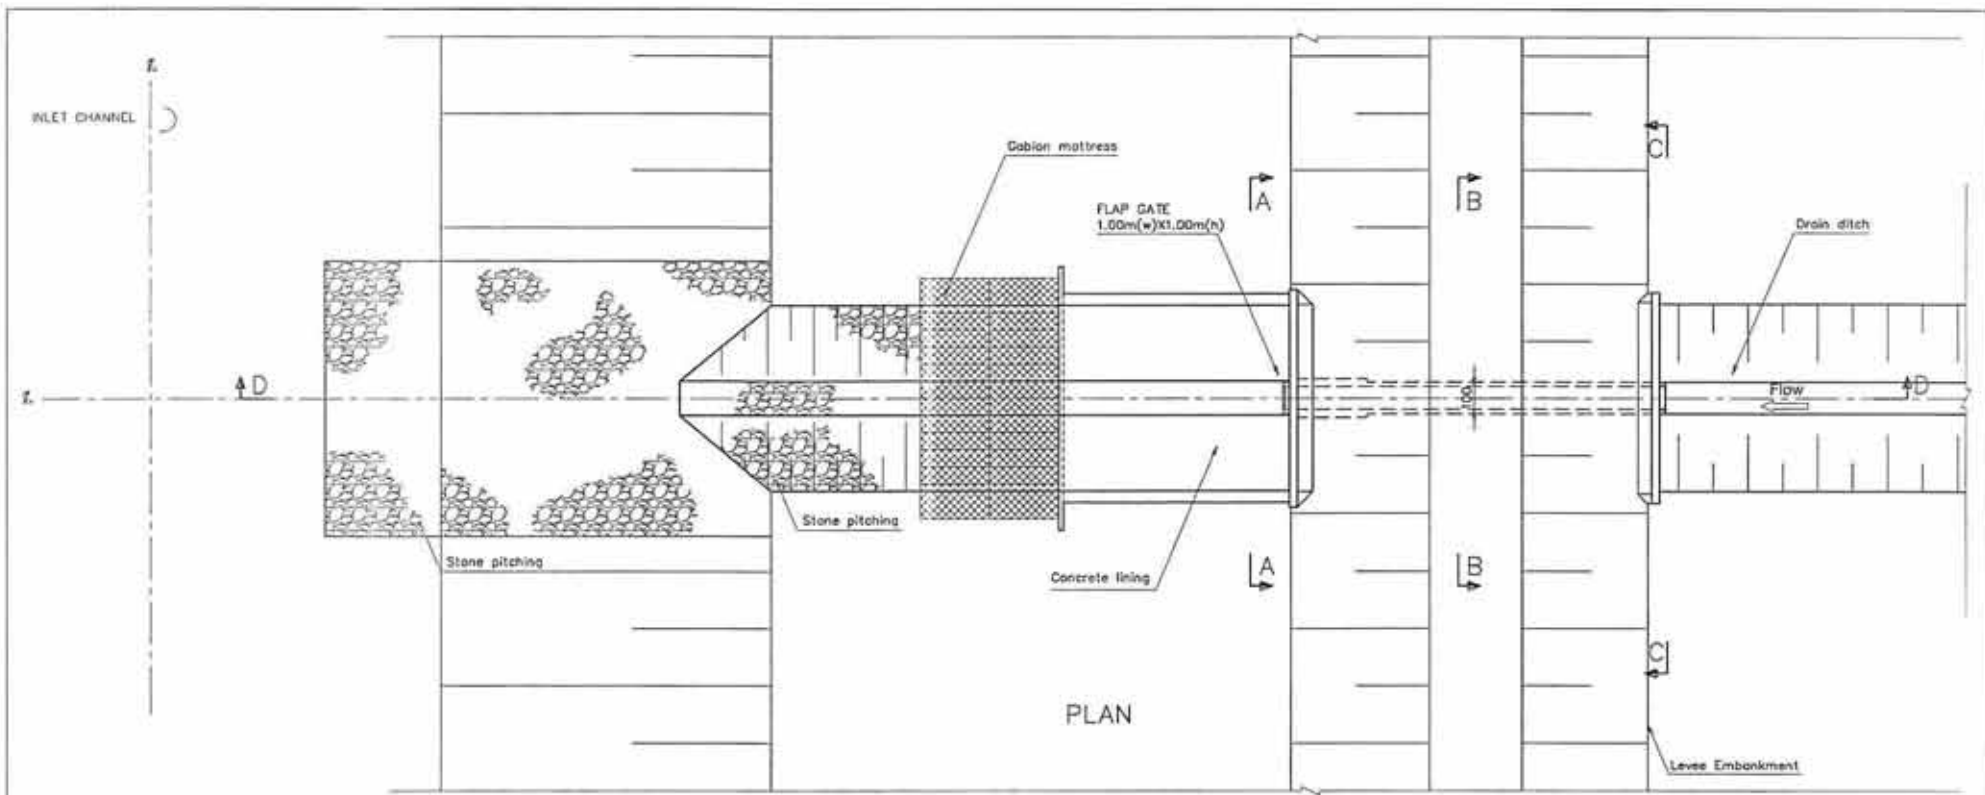 INLET CHANNEL
Gabion mattress
FLAP GATE
1.00m(w)X1.00m(h)
A
B
C
Drain ditch
D
100
Flow
D
Stone pitching
Stone pitching
Concrete lining
A
B
C
PLAN
Levee Embankment